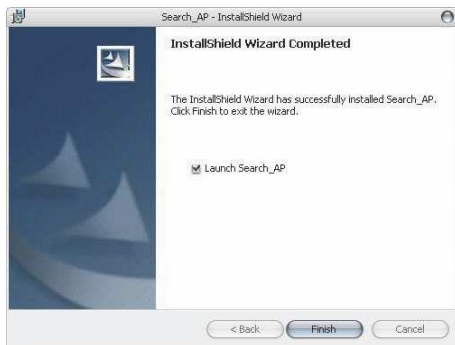 Search_AP - InstallShield Wizard
InstallShield Wizard Completed
The InstallShield Wizard has successfully installed Search_AP.
Click Finish to exit the wizard.
Launch Search_AP
< Back
Finish
Cancel